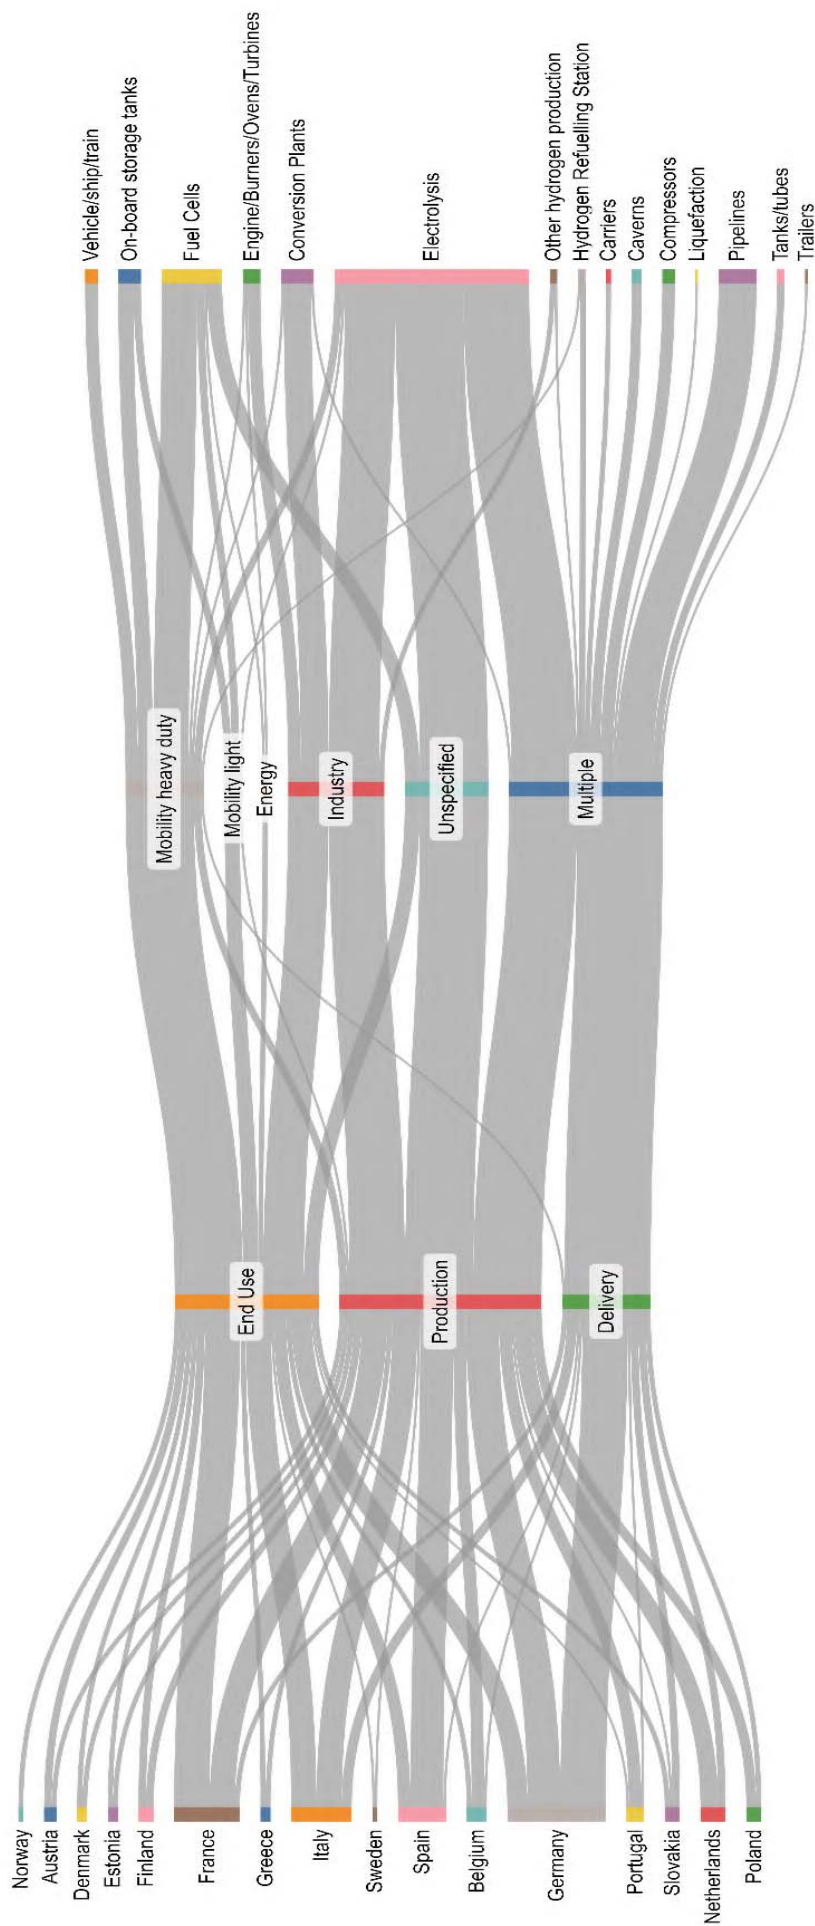 Vehicle/ship/train
On-board storage tanks
Fuel Cells
Engine/Burners/Ovens/Turbines
Conversion Plants
Electrolysis
Other hydrogen production
Hydrogen Refuelling Station
Carriers
Caverns
Compressors
Liquefaction
Pipelines
Tanks/tubes
Trailers
Mobility heavy duty
Mobility light
Energy
Industry
Unspecified
Multiple
End Use
Production
Delivery
Norway
Austria
Denmark
Estonia
Finland
France
Greece
Italy
Sweden
Spain
Belgium
Germany
Portugal
Slovakia
Netherlands
Poland